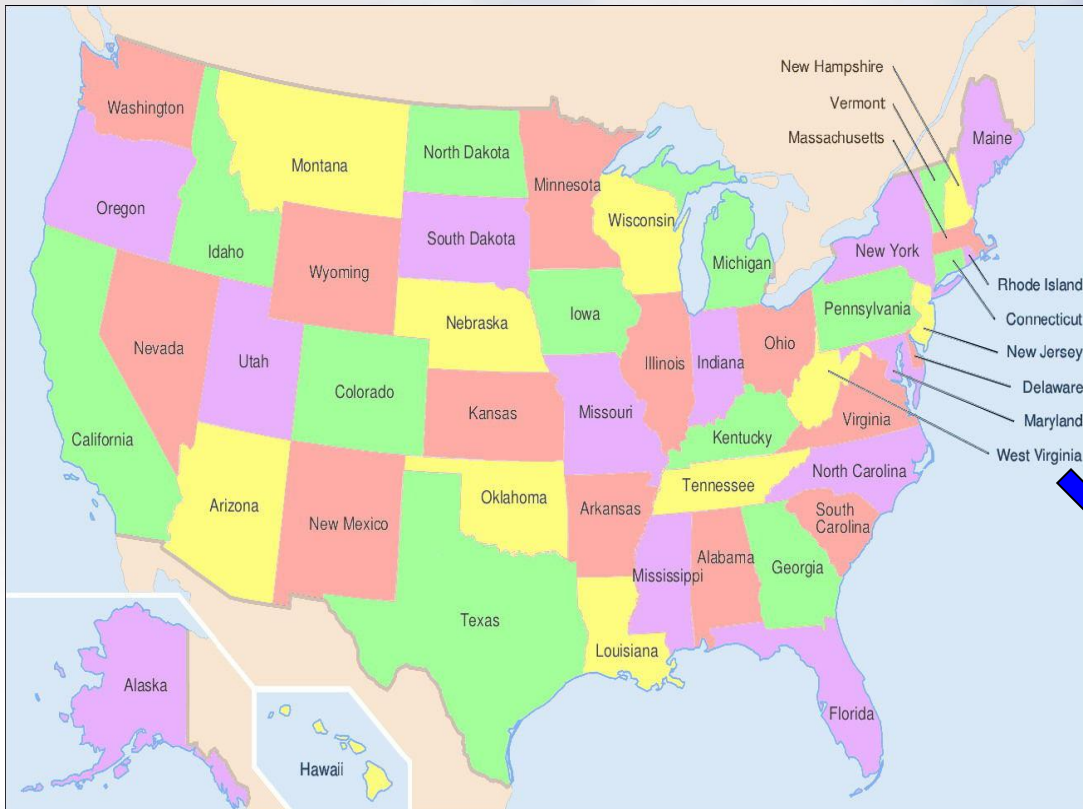 New Hampshire
Washington
Vermont
Massachusetts
Maine
North Dakota
Montana
Minnesota
Oregon
Wisconsin
South Dakota
Idaho
New York
Michigan
Wyoming
Rhode Island
Pennsylvania
Iowa
Connecticut
Nebraska
Ohio
Nevada
New Jersey
Utah
Illinois
Indiana
Colorado
Delaware
Kansas
Missouri
Maryland
Virginia
California
Kentucky
West Virginia
North Carolina
Tennessee
Oklahoma
Arizona
Arkansas
South
Carolina
New Mexico
Alabama
Georgia
Mississippi
Texas
Louisiana
Alaska
Florida
Hawaii